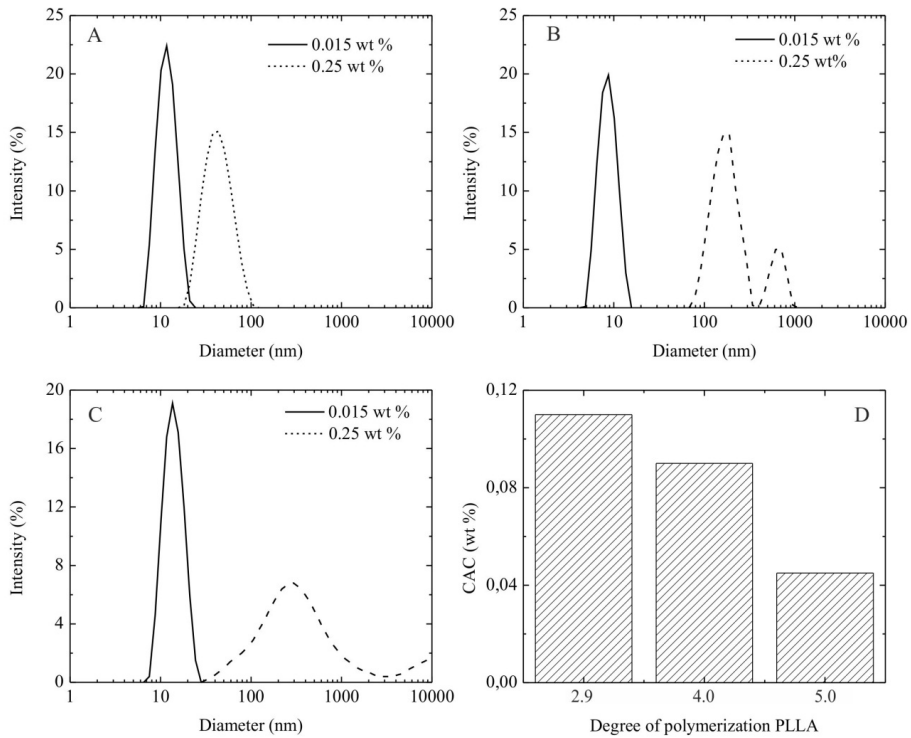 A
0.015 wt %
0.25 wt %
25
20
15
10
5
0
Intensity (%)
1 10 100 1000 10000
Diameter (nm)
B
0.015 wt %
0.25 wt%
25
20
15
10
5
0
Intensity (%)
1 10 100 1000 10000
Diameter (nm)
C
0.015 wt %
0.25 wt %
20
18
12
6
4
0
Intensity (%)
1 10 100 1000 10000
Diameter (nm)
D
0,12
0,08
0,04
0,00
CAC (wt %)
2.9 4.0 5.0
Degree of polymerization PLLA